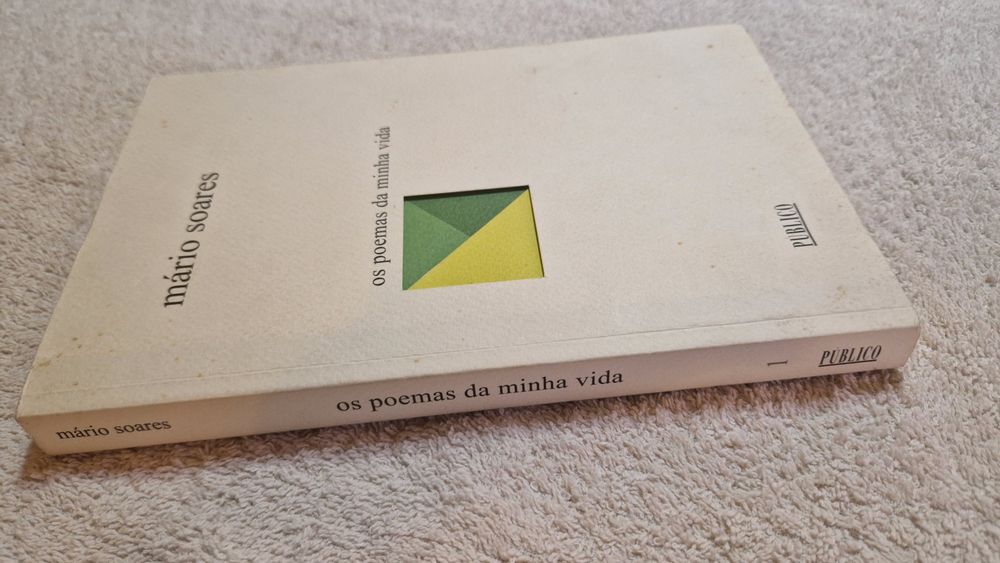 mário soares
os poemas da minha vida
PÚBLICO
mário soares
os poemas da minha vida
1
PÚBLICO